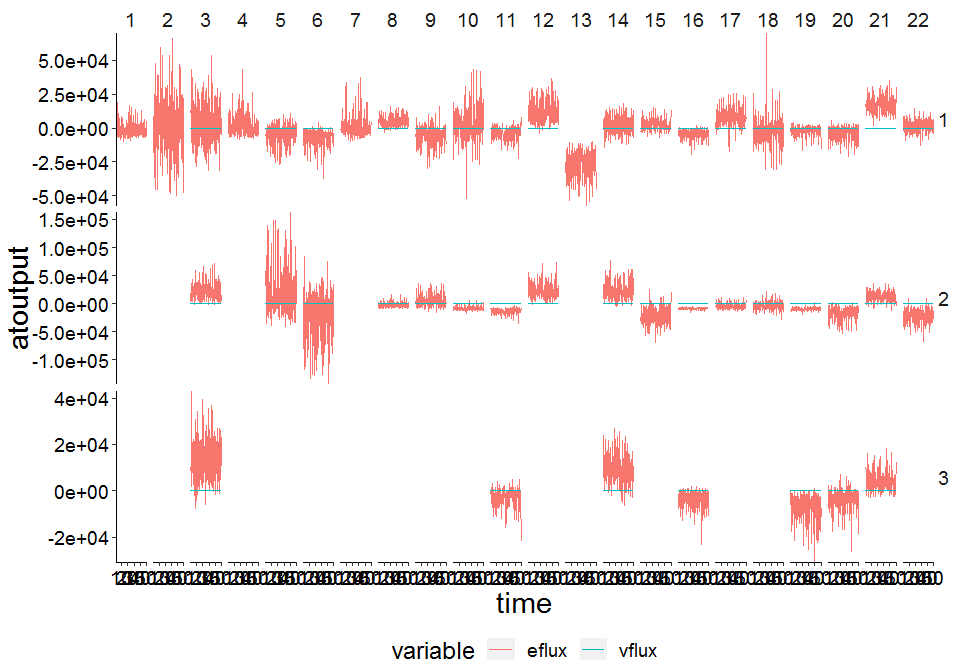 1 2 3 4 5 6 7 8 9 10 11 12 13 14 15 16 17 18 19 20 21 22
5.0e+04
2.5e+04
0.0e+00
-2.5e+04
-5.0e+04
1
1.5e+05
1.0e+05
5.0e+04
0.0e+00
-5.0e+04
-1.0e+05
2
4e+04
2e+04
0e+00
-2e+04
3
atoutput
time
variable eflux vflux